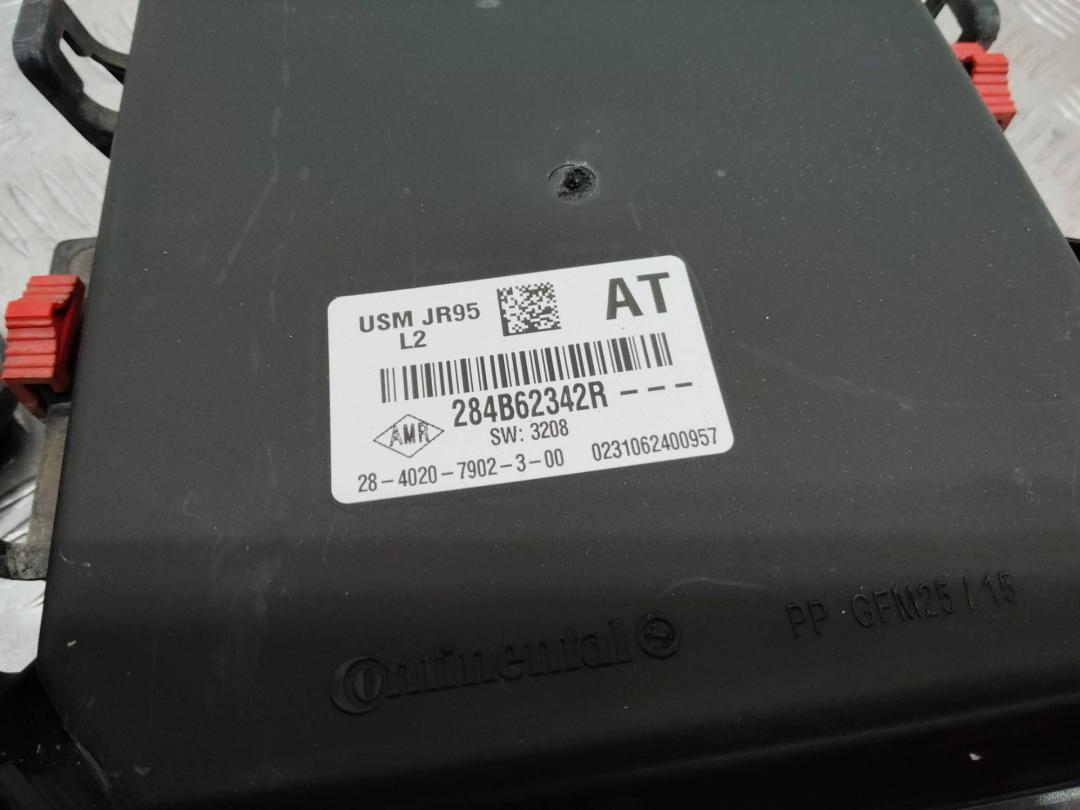 USM JR95 AT
L2
284B62342R - - -
AMR SW: 3208
28-4020-7902-3-00 0231062400957
Continental
PP GFM25 / 15